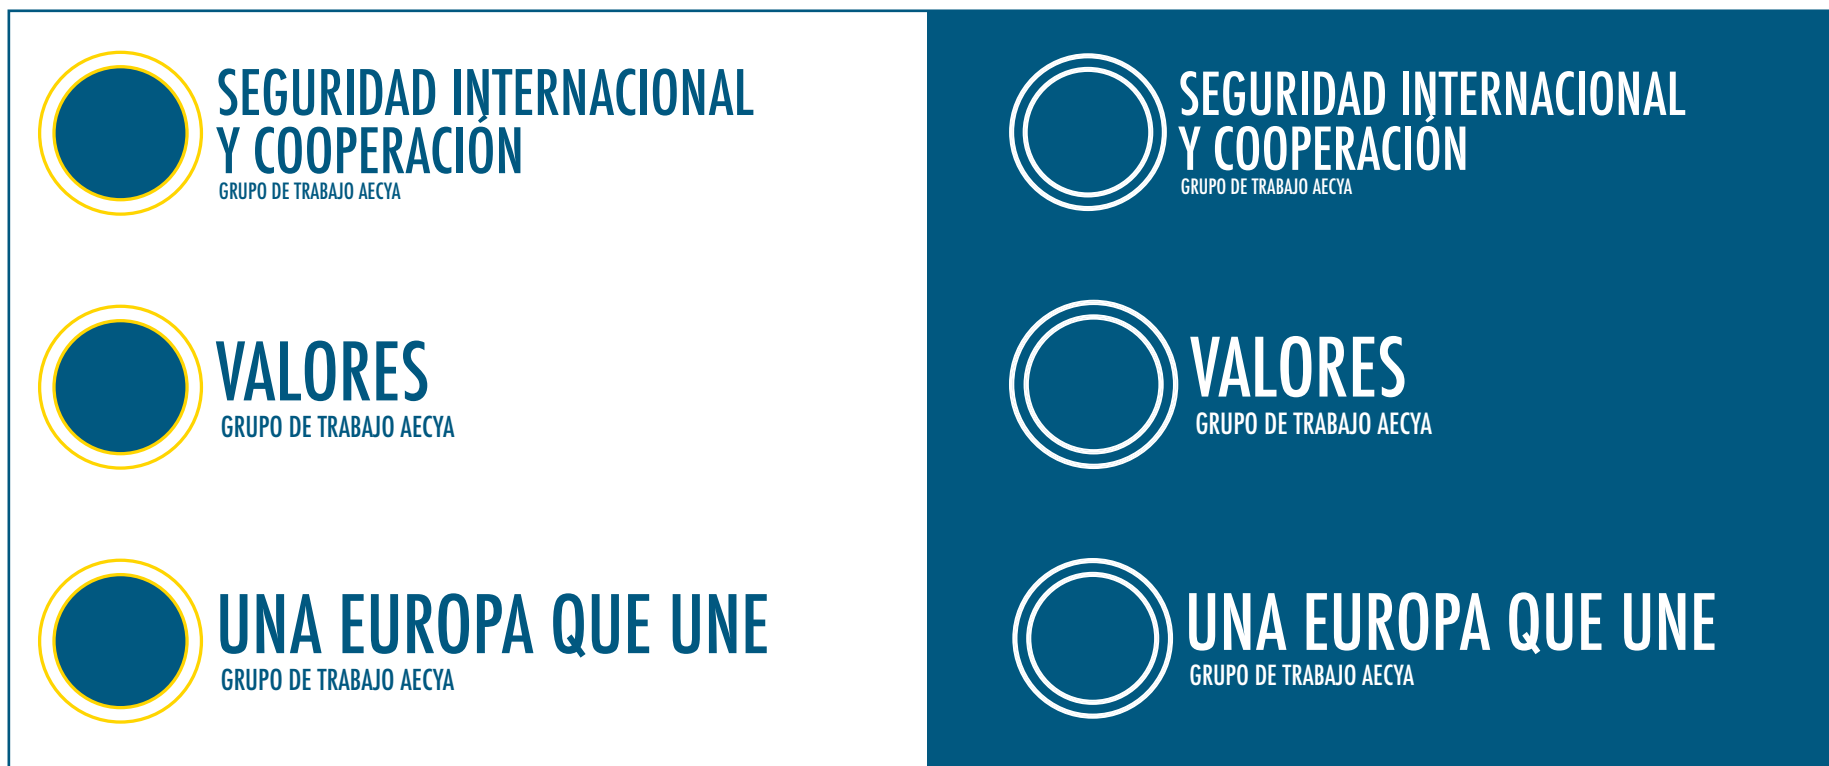 SEGURIDAD INTERNACIONAL
Y COOPERACIÓN
GRUPO DE TRABAJO AECYA
VALORES
GRUPO DE TRABAJO AECYA
UNA EUROPA QUE UNE
GRUPO DE TRABAJO AECYA
SEGURIDAD INTERNACIONAL
Y COOPERACIÓN
GRUPO DE TRABAJO AECYA
VALORES
GRUPO DE TRABAJO AECYA
UNA EUROPA QUE UNE
GRUPO DE TRABAJO AECYA